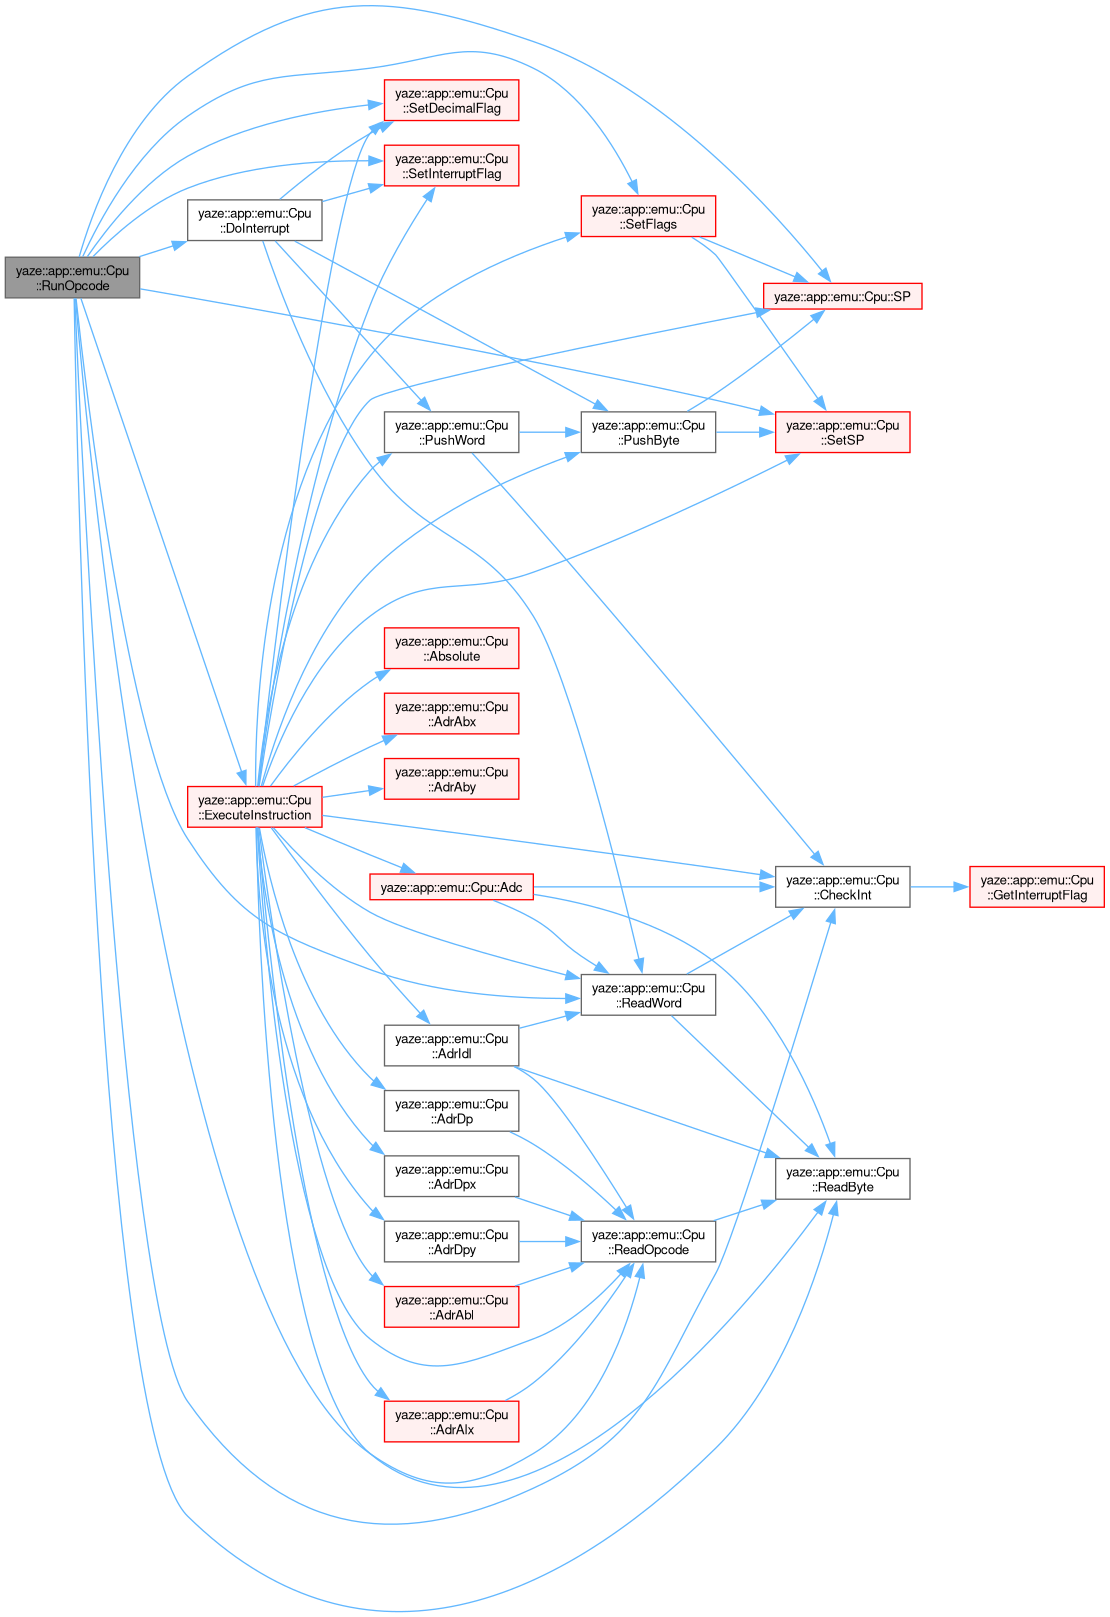 yaze::app::emu::Cpu
::SetDecimalFlag
yaze::app::emu::Cpu
::SetInterruptFlag
yaze::app::emu::Cpu
::DoInterrupt
yaze::app::emu::Cpu
::SetFlags
yaze::app::emu::Cpu
::RunOpcode
yaze::app::emu::Cpu::SP
yaze::app::emu::Cpu
::PushWord
yaze::app::emu::Cpu
::PushByte
yaze::app::emu::Cpu
::SetSP
yaze::app::emu::Cpu
::Absolute
yaze::app::emu::Cpu
::AdrAbx
yaze::app::emu::Cpu
::AdrAby
yaze::app::emu::Cpu
::ExecuteInstruction
yaze::app::emu::Cpu::Adc
yaze::app::emu::Cpu
::CheckInt
yaze::app::emu::Cpu
::GetInterruptFlag
yaze::app::emu::Cpu
::ReadWord
yaze::app::emu::Cpu
::AdrIdl
yaze::app::emu::Cpu
::AdrDp
yaze::app::emu::Cpu
::AdrDpx
yaze::app::emu::Cpu
::ReadByte
yaze::app::emu::Cpu
::AdrDpy
yaze::app::emu::Cpu
::ReadOpcode
yaze::app::emu::Cpu
::AdrAbl
yaze::app::emu::Cpu
::AdrAlx